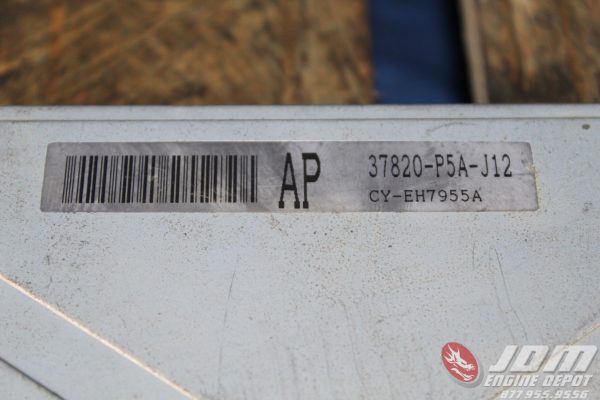 AP
37820-P5A-J12
CY-EH7955A
JDM
ENGINE DEPOT
877.955.9556